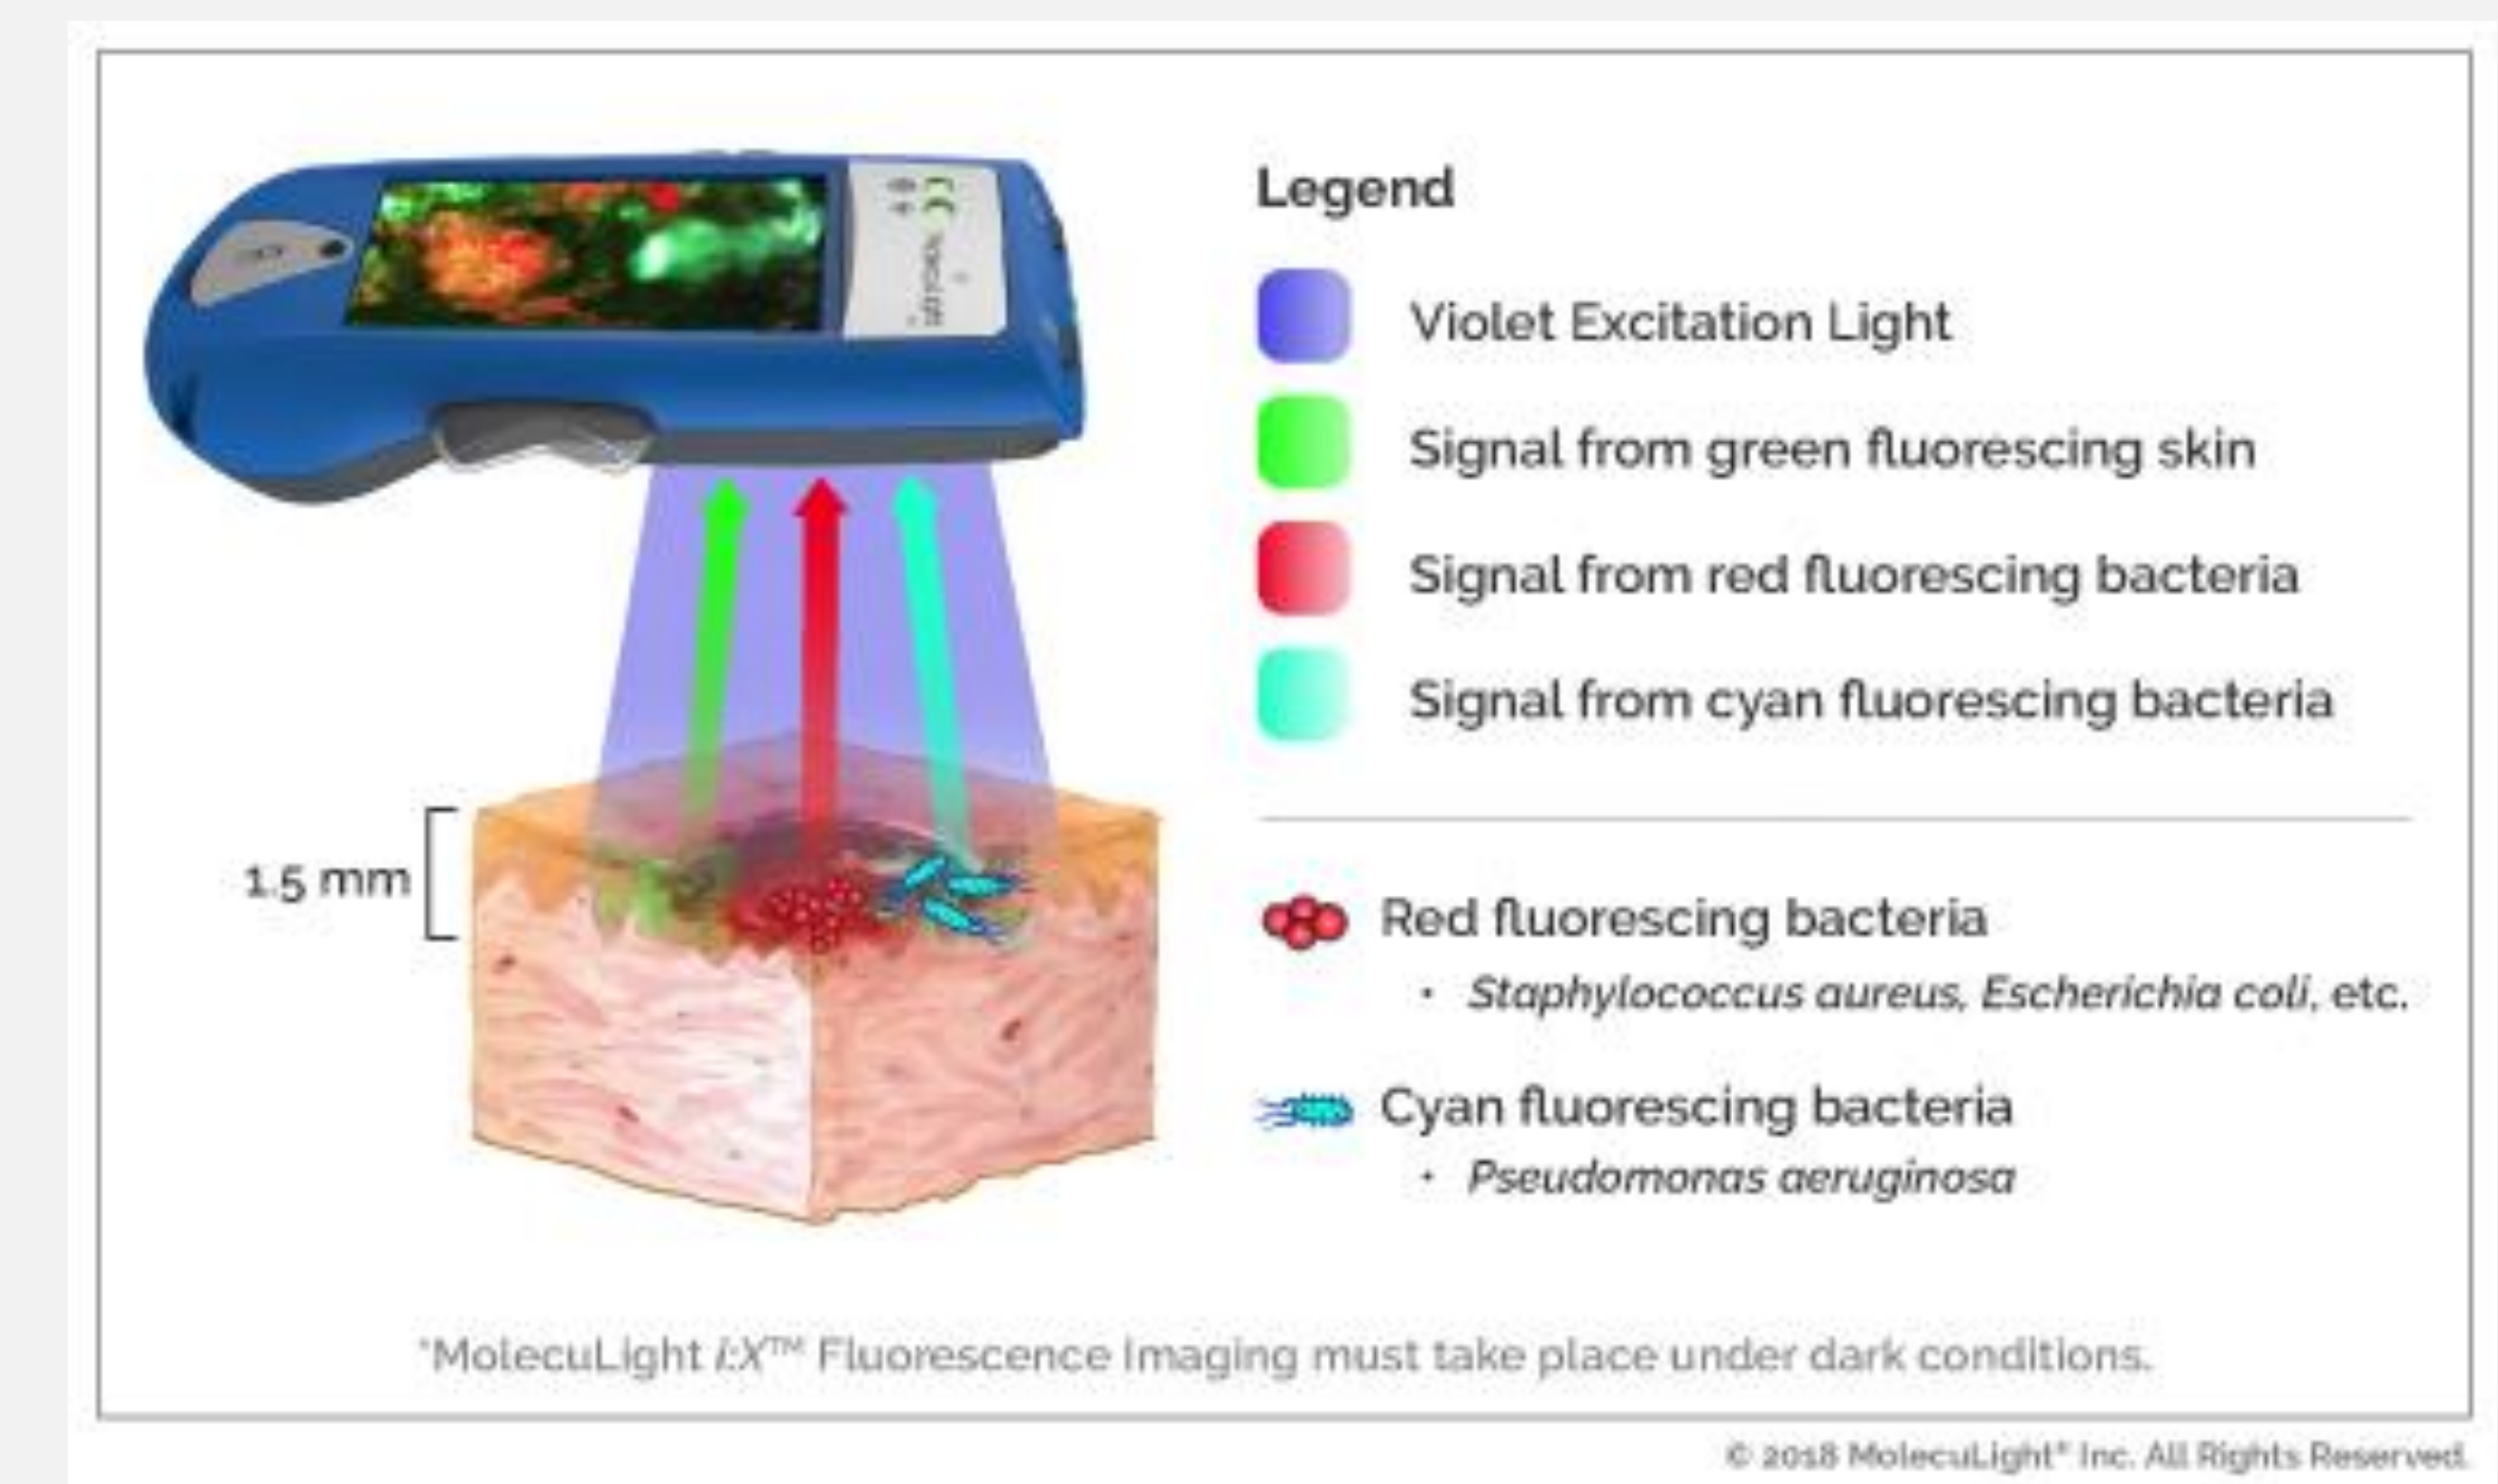 Legend
Violet Excitation Light
Signal from green fluorescing skin
Signal from red fluorescing bacteria
Signal from cyan fluorescing bacteria
1.5 mm
Red fluorescing bacteria
• Staphylococcus aureus, Escherichia coli, etc.
Cyan fluorescing bacteria
• Pseudomonas aeruginosa
*MolecuLight i:X™ Fluorescence Imaging must take place under dark conditions.
© 2018 MolecuLight® Inc. All Rights Reserved.